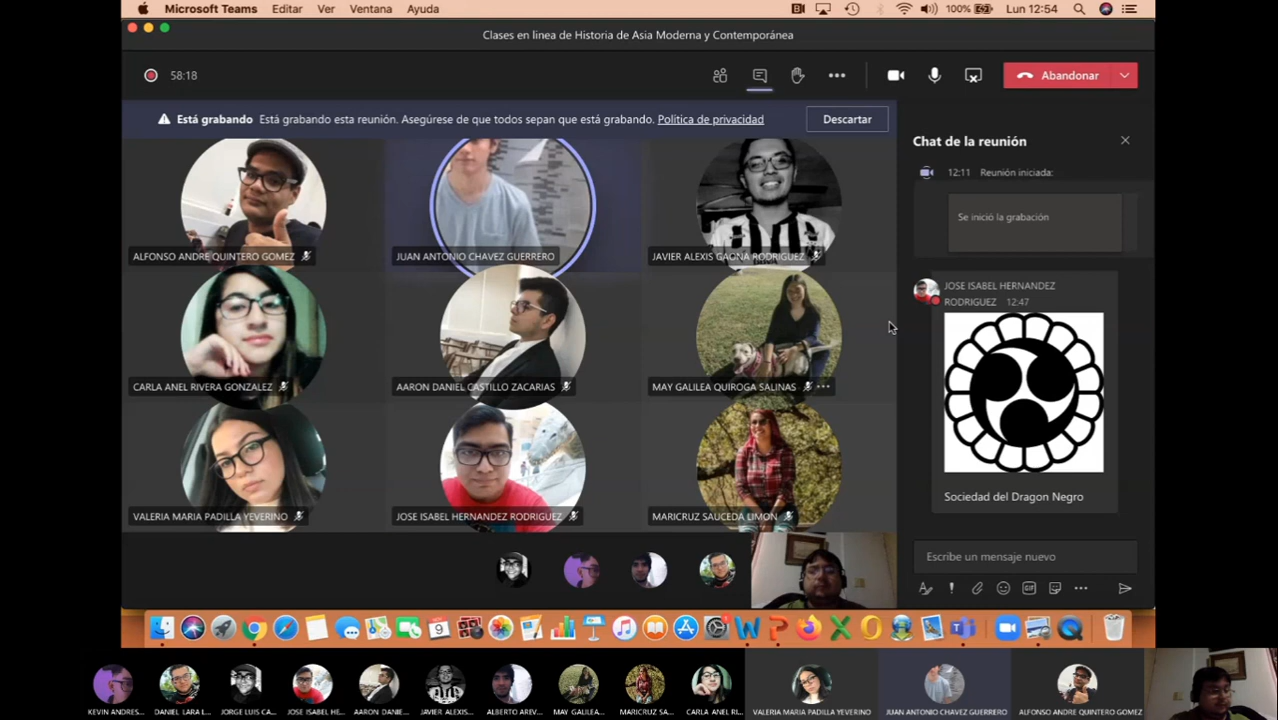 Microsoft Teams Editar Ver Ventana Ayuda 100% Lun 12:54
Clases en linea de Historia de Asia Moderna y Contemporánea
58:18
Abandonar
Está grabando Está grabando esta reunión. Asegúrese de que todos sepan que está grabando. Política de privacidad Descartar
Chat de la reunión
12:11 Reunión iniciada:
Se inició la grabación
ALFONSO ANDRE QUINTERO GOMEZ
JUAN ANTONIO CHAVEZ GUERRERO
JAVIER ALEXIS GAONA RODRIGUEZ
JOSE ISABEL HERNANDEZ
RODRIGUEZ 12:47
CARLA ANEL RIVERA GONZALEZ
AARON DANIEL CASTILLO ZACARIAS
MAY GALILEA QUIROGA SALINAS
Sociedad del Dragon Negro
VALERIA MARIA PADILLA YEVERINO
JOSE ISABEL HERNANDEZ RODRIGUEZ
MARICRUZ SAUCEDA LIMON
Escribe un mensaje nuevo
GIF
9
KEVIN ANDRES...
DANIEL LARA L...
JORGE LUIS CA...
JOSE ISABEL HE...
AARON DANIE...
JAVIER ALEXIS...
ALBERTO AREV...
MAY GALILEA...
MARICRUZ SA...
CARLA ANEL RI...
VALERIA MARIA PADILLA YEVERINO
JUAN ANTONIO CHAVEZ GUERRERO
ALFONSO ANDRE QUINTERO GOMEZ